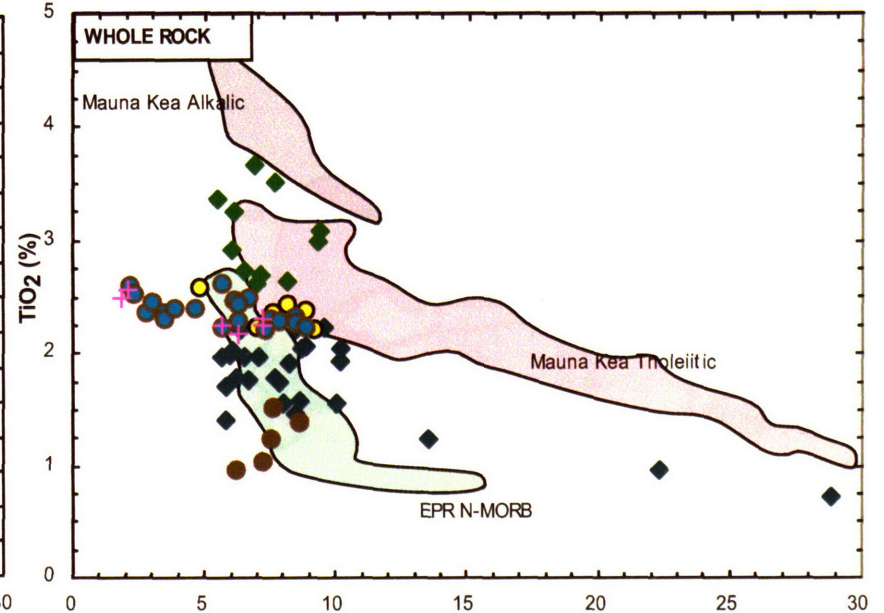 5
WHOLE ROCK
Mauna Kea Alkalic
4
3
TiO2 (%)
2
Mauna Kea Tholeiitic
1
EPR N-MORB
0
0 5 10 15 20 25 30